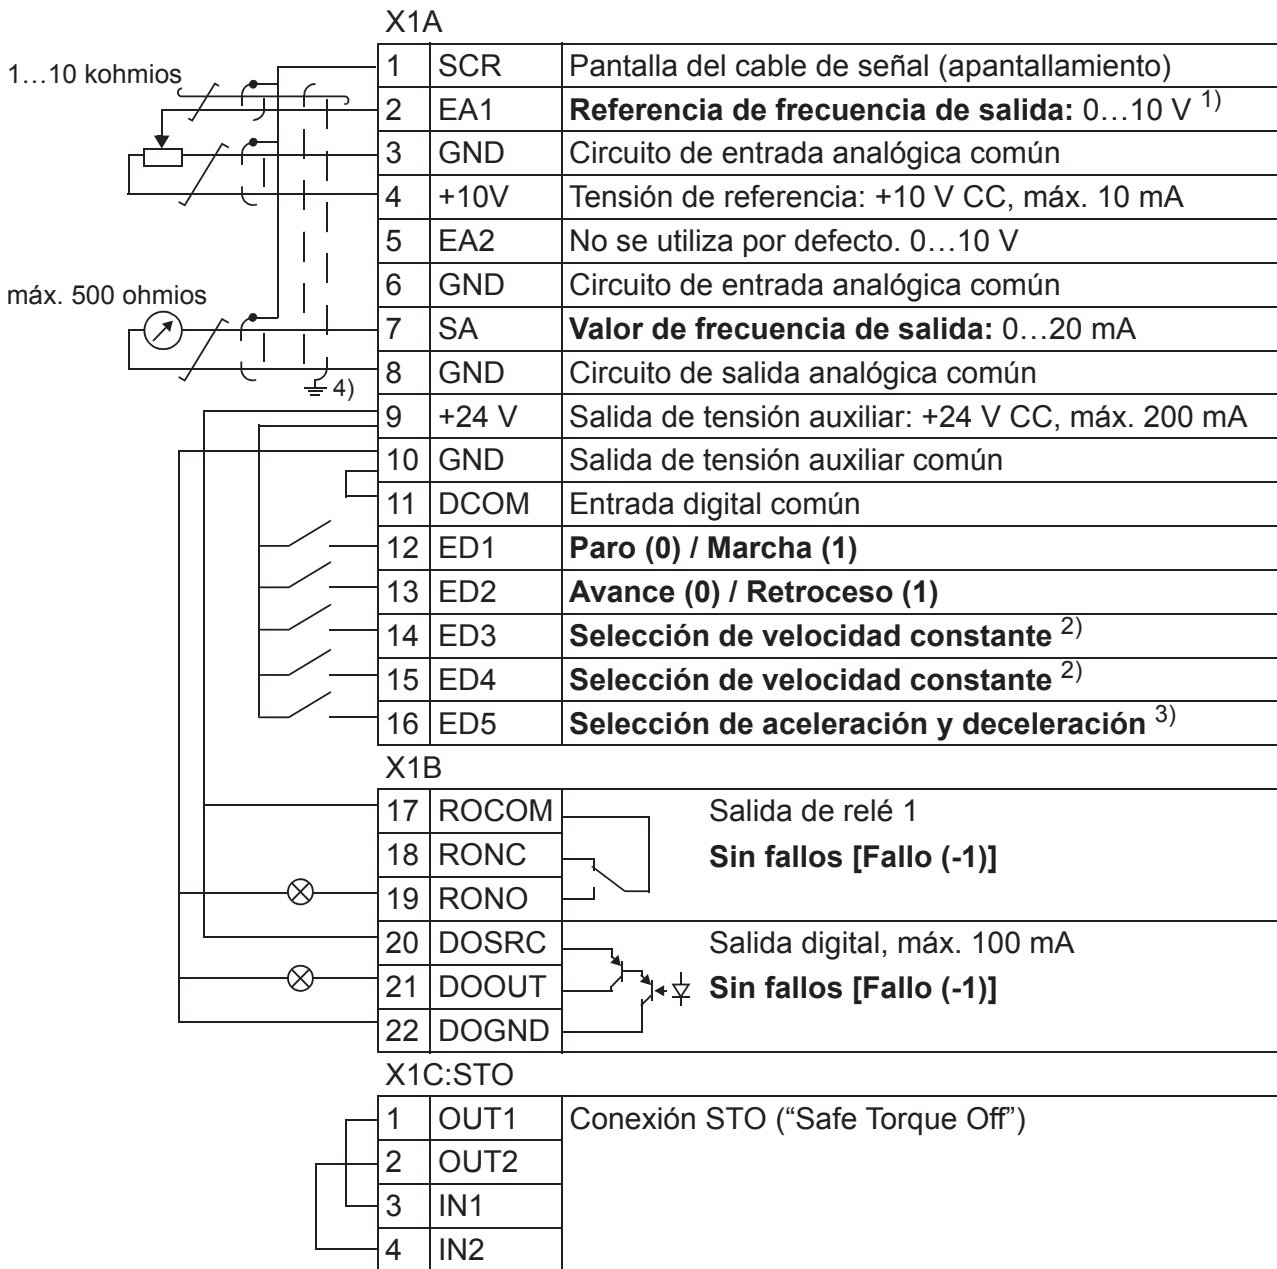 X1A
1…10 kohmios
1 SCR Pantalla del cable de señal (apantallamiento)
2 EA1 Referencia de frecuencia de salida: 0…10 V 1)
3 GND Circuito de entrada analógica común
4 +10V Tensión de referencia: +10 V CC, máx. 10 mA
5 EA2 No se utiliza por defecto. 0…10 V
6 GND Circuito de entrada analógica común
máx. 500 ohmios
7 SA Valor de frecuencia de salida: 0…20 mA
8 GND Circuito de salida analógica común
4)
9 +24 V Salida de tensión auxiliar: +24 V CC, máx. 200 mA
10 GND Salida de tensión auxiliar común
11 DCOM Entrada digital común
12 ED1 Paro (0) / Marcha (1)
13 ED2 Avance (0) / Retroceso (1)
14 ED3 Selección de velocidad constante 2)
15 ED4 Selección de velocidad constante 2)
16 ED5 Selección de aceleración y deceleración 3)
X1B
17 ROCOM Salida de relé 1
18 RONC Sin fallos [Fallo (-1)]
19 RONO
20 DOSRC Salida digital, máx. 100 mA
21 DOOUT Sin fallos [Fallo (-1)]
22 DOGND
X1C:STO
1 OUT1 Conexión STO (“Safe Torque Off”)
2 OUT2
3 IN1
4 IN2